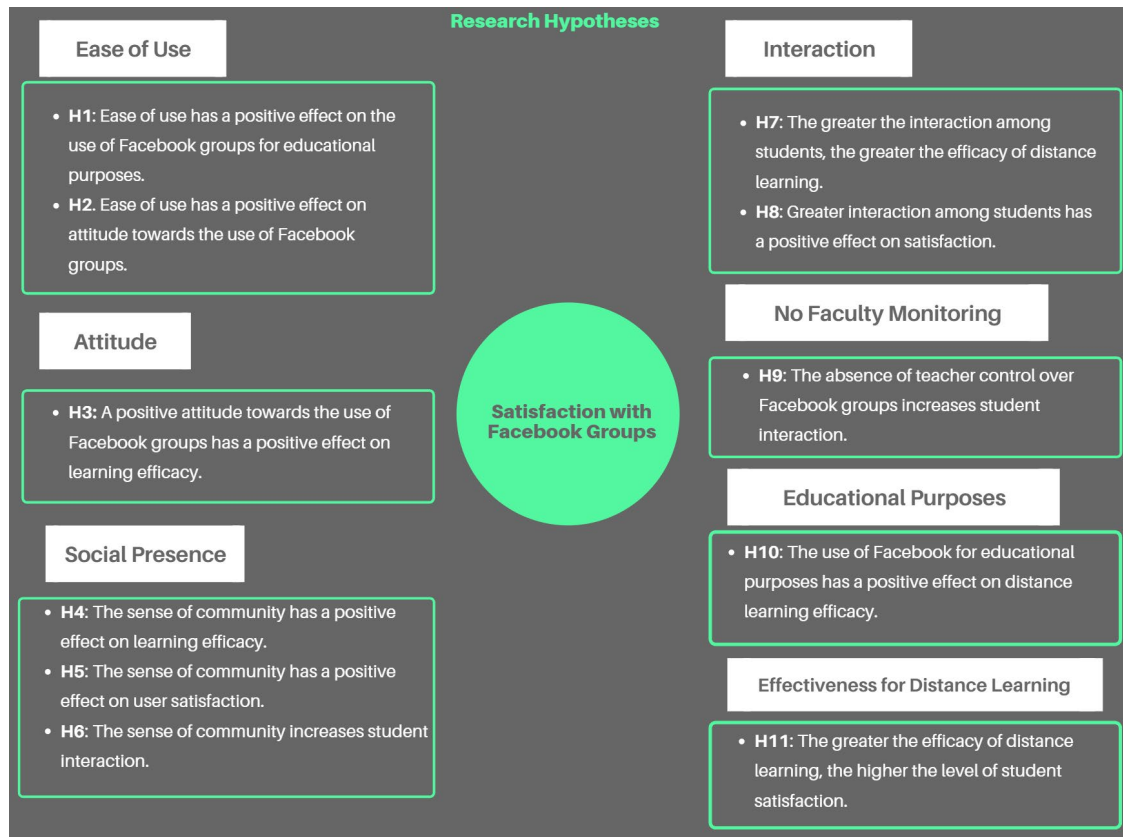 Research Hypotheses
Ease of Use
• H1: Ease of use has a positive effect on the
use of Facebook groups for educational
purposes.
• H2. Ease of use has a positive effect on
attitude towards the use of Facebook
groups.
Attitude
• H3: A positive attitude towards the use of
Facebook groups has a positive effect on
learning efficacy.
Social Presence
• H4: The sense of community has a positive
effect on learning efficacy.
• H5: The sense of community has a positive
effect on user satisfaction.
• H6: The sense of community increases student
interaction.
Satisfaction with
Facebook Groups
Interaction
• H7: The greater the interaction among
students, the greater the efficacy of distance
learning.
• H8: Greater interaction among students has
a positive effect on satisfaction.
No Faculty Monitoring
• H9: The absence of teacher control over
Facebook groups increases student
interaction.
Educational Purposes
• H10: The use of Facebook for educational
purposes has a positive effect on distance
learning efficacy.
Effectiveness for Distance Learning
• H11: The greater the efficacy of distance
learning, the higher the level of student
satisfaction.